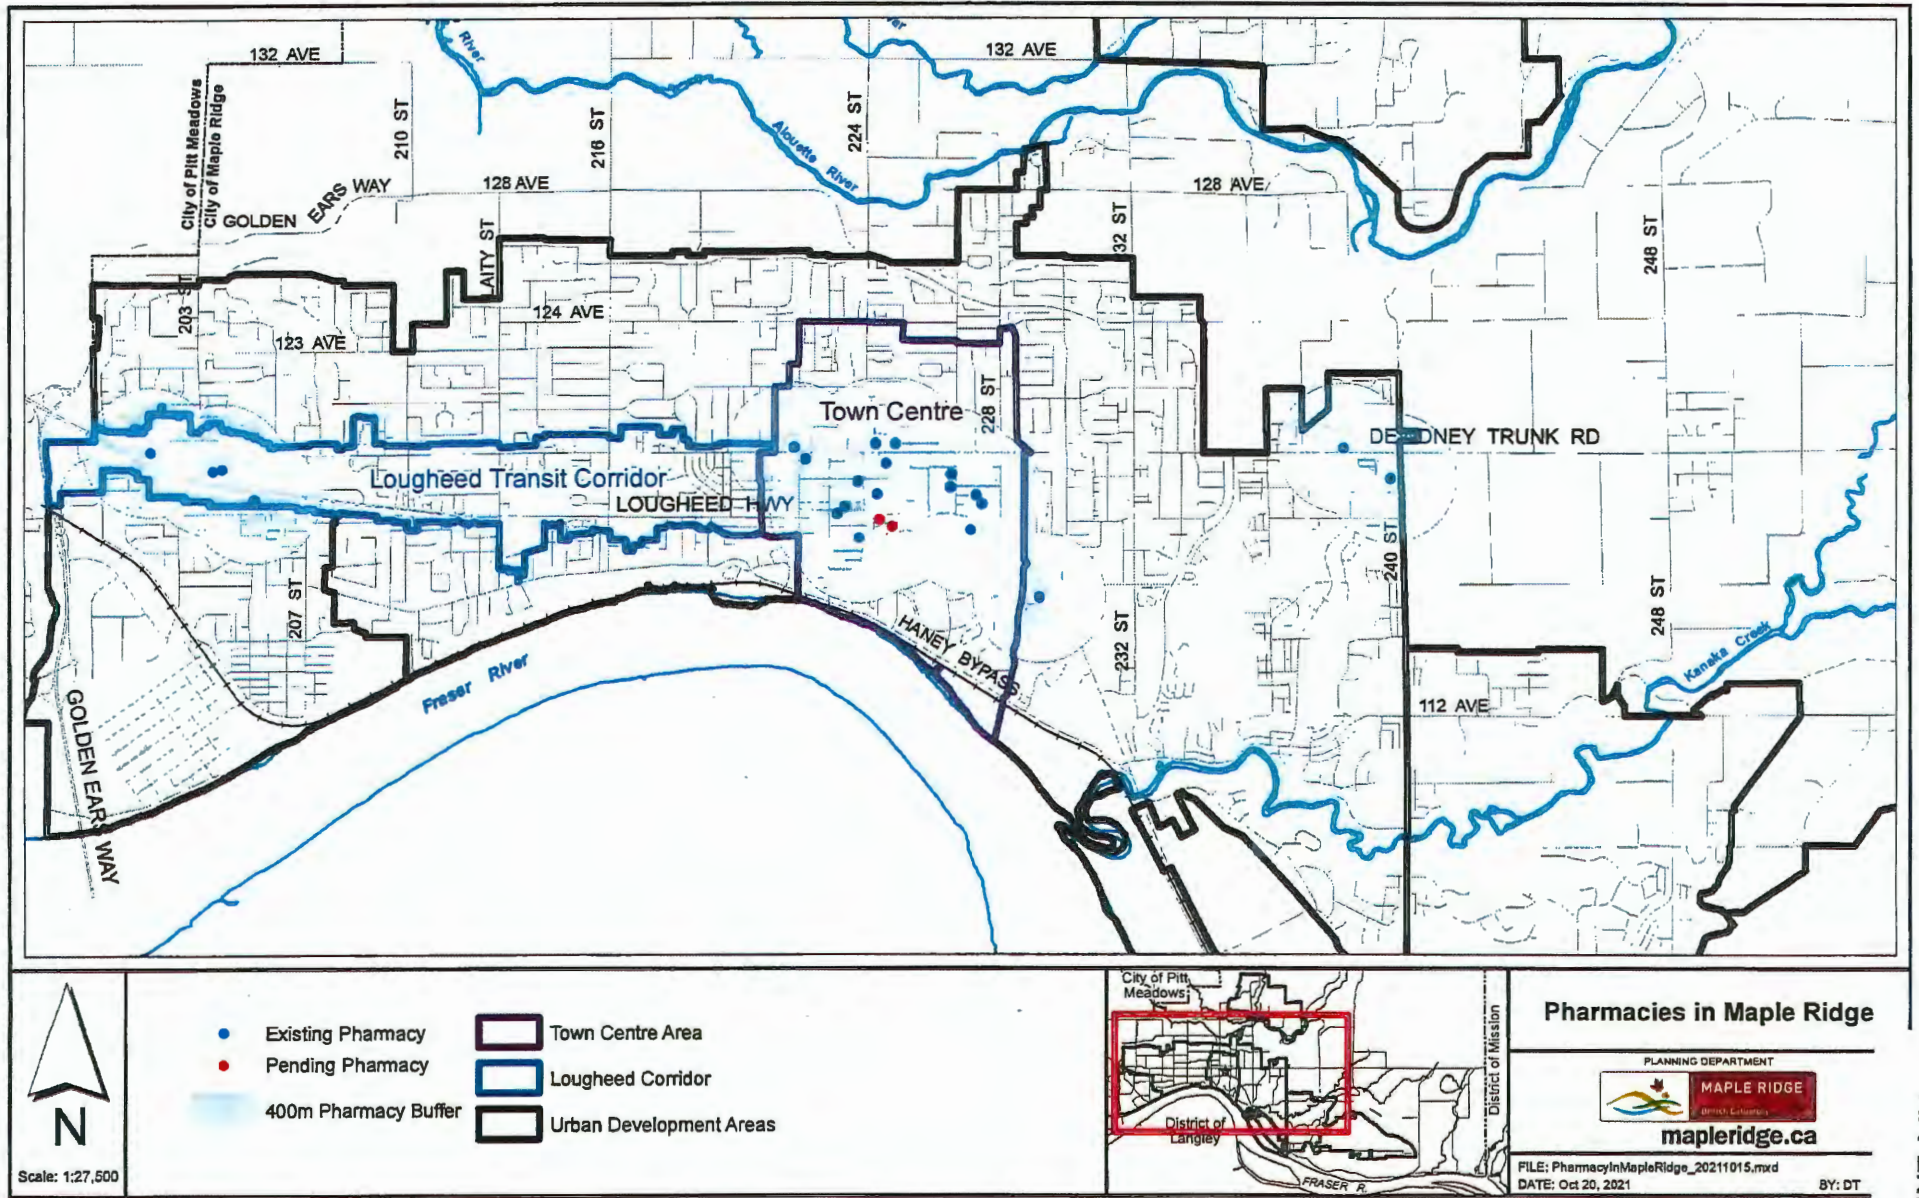 132 AVE
132 AVE
River
City of Pitt Meadows
City of Maple Ridge
210 ST
216 ST
224 ST
Alouette River
128 AVE
128 AVE
GOLDEN EARS WAY
LAITY ST
32 ST
248 ST
203 ST
124 AVE
123 AVE
228 ST
Town Centre
DEWDNEY TRUNK RD
Lougheed Transit Corridor
LOUGHEED HWY
240 ST
207 ST
232 ST
248 ST
HANEY BYPASS
Kanaka Creek
Fraser River
112 AVE
GOLDEN EARS WAY
N
Scale: 1:27,500
Existing Pharmacy
Pending Pharmacy
400m Pharmacy Buffer
Town Centre Area
Lougheed Corridor
Urban Development Areas
City of Pitt
Meadows
District of Mission
District of
Langley
FRASER R.
Pharmacies in Maple Ridge
PLANNING DEPARTMENT
MAPLE RIDGE
British Columbia
mapleridge.ca
FILE: PharmacyInMapleRidge_20211015.mxd
DATE: Oct 20, 2021
BY: DT